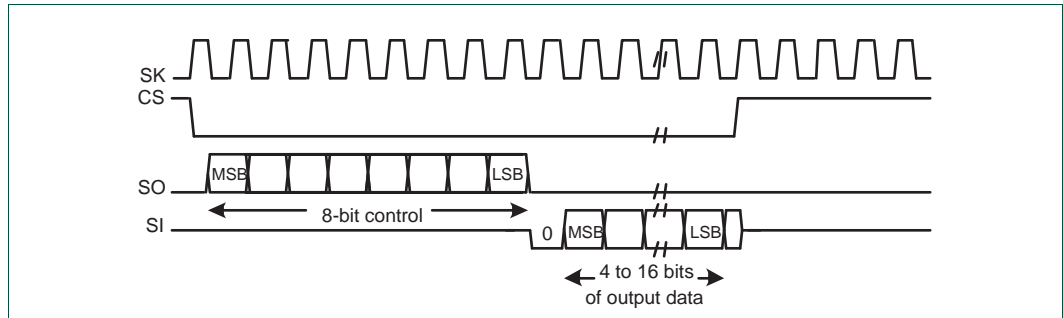 SK
CS
SO MSB LSB
8-bit control
SI 0 MSB LSB
4 to 16 bits
of output data